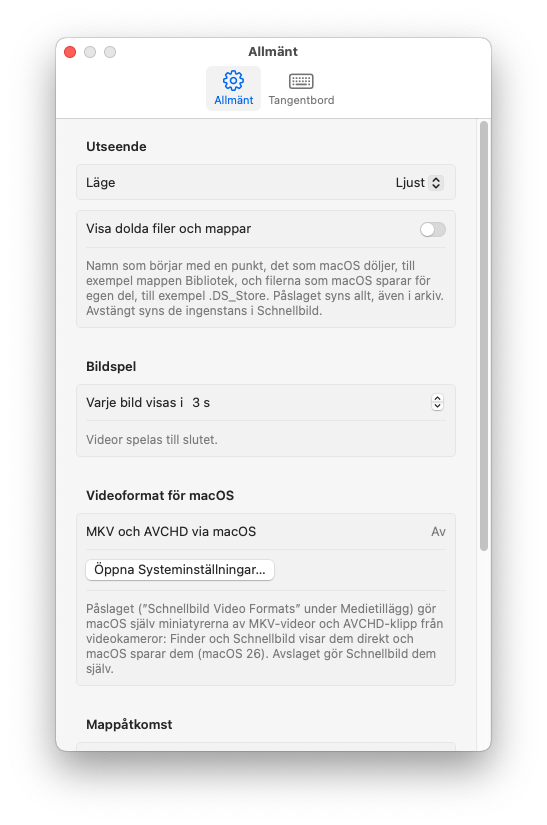 Allmänt
Allmänt
Tangentbord
Utseende
Läge
Ljust
Visa dolda filer och mappar
Namn som börjar med en punkt, det som macOS döljer, till
exempel mappen Bibliotek, och filerna som macOS sparar för
egen del, till exempel .DS_Store. Påslaget syns allt, även i arkiv.
Avstängt syns de ingenstans i Schnellbild.
Bildspel
Varje bild visas i 3 s
Videor spelas till slutet.
Videoformat för macOS
MKV och AVCHD via macOS
Av
Öppna Systeminställningar...
Påslaget ("Schnellbild Video Formats" under Medietillägg) gör
macOS själv miniatyrerna av MKV-videor och AVCHD-klipp från
videokameror: Finder och Schnellbild visar dem direkt och
macOS sparar dem (macOS 26). Avslaget gör Schnellbild dem
själv.
Mappåtkomst